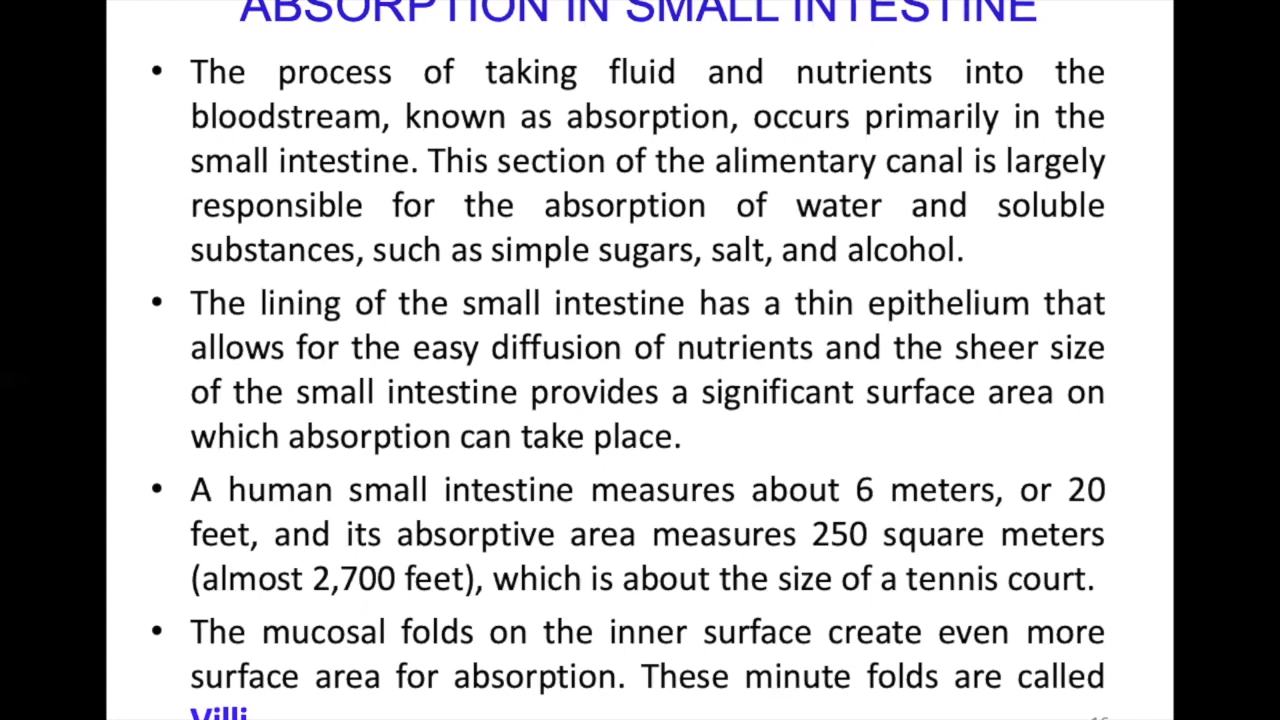 ABSORPTION IN SMALL INTESTINE
• The process of taking fluid and nutrients into the
bloodstream, known as absorption, occurs primarily in the
small intestine. This section of the alimentary canal is largely
responsible for the absorption of water and soluble
substances, such as simple sugars, salt, and alcohol.
• The lining of the small intestine has a thin epithelium that
allows for the easy diffusion of nutrients and the sheer size
of the small intestine provides a significant surface area on
which absorption can take place.
• A human small intestine measures about 6 meters, or 20
feet, and its absorptive area measures 250 square meters
(almost 2,700 feet), which is about the size of a tennis court.
• The mucosal folds on the inner surface create even more
surface area for absorption. These minute folds are called
Villi